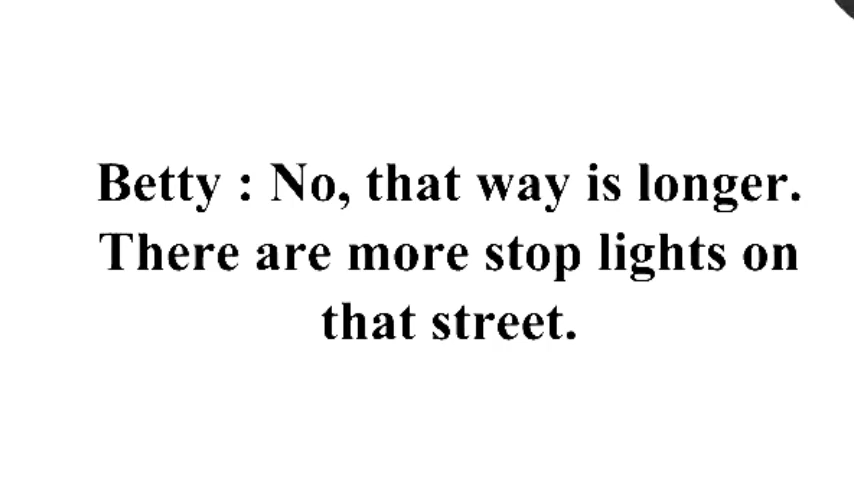 Betty : No, that way is longer.
There are more stop lights on
that street.